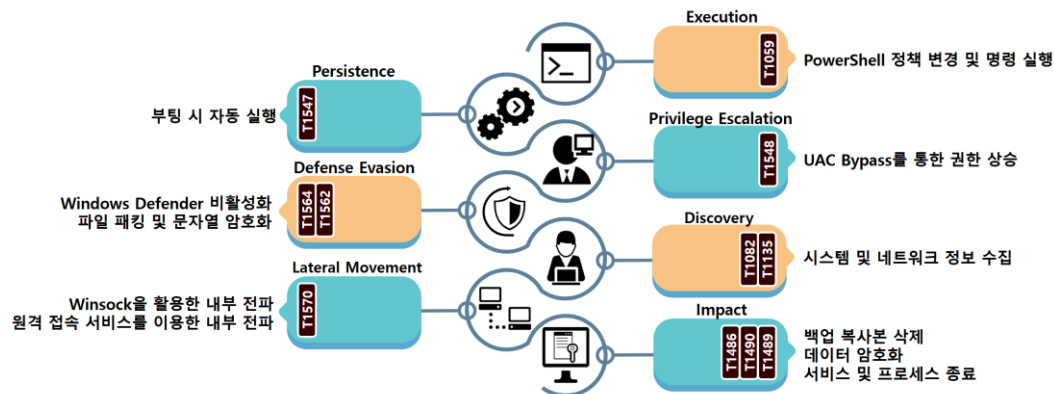 Execution
T1059
PowerShell 정책 변경 및 명령 실행
Persistence
T1547
부팅 시 자동 실행
Privilege Escalation
T1548
UAC Bypass를 통한 권한 상승
Defense Evasion
T1564
T1562
Windows Defender 비활성화
파일 패킹 및 문자열 암호화
Discovery
T1082
T1135
시스템 및 네트워크 정보 수집
Lateral Movement
T1570
Winsock을 활용한 내부 전파
원격 접속 서비스를 이용한 내부 전파
Impact
T1486
T1490
T1489
백업 복사본 삭제
데이터 암호화
서비스 및 프로세스 종료